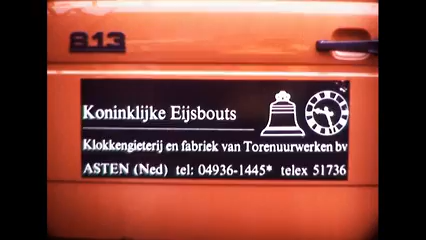 813
Koninklijke Eijsbouts
Klokkengieterij en fabriek van Torenuurwerken bv
ASTEN (Ned) tel: 04936-1445* telex 51736